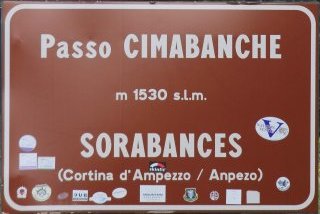 Passo CIMABANCHE
m 1530 s.l.m.
SORABANCES
(Cortina d'Ampezzo / Anpezo)
V